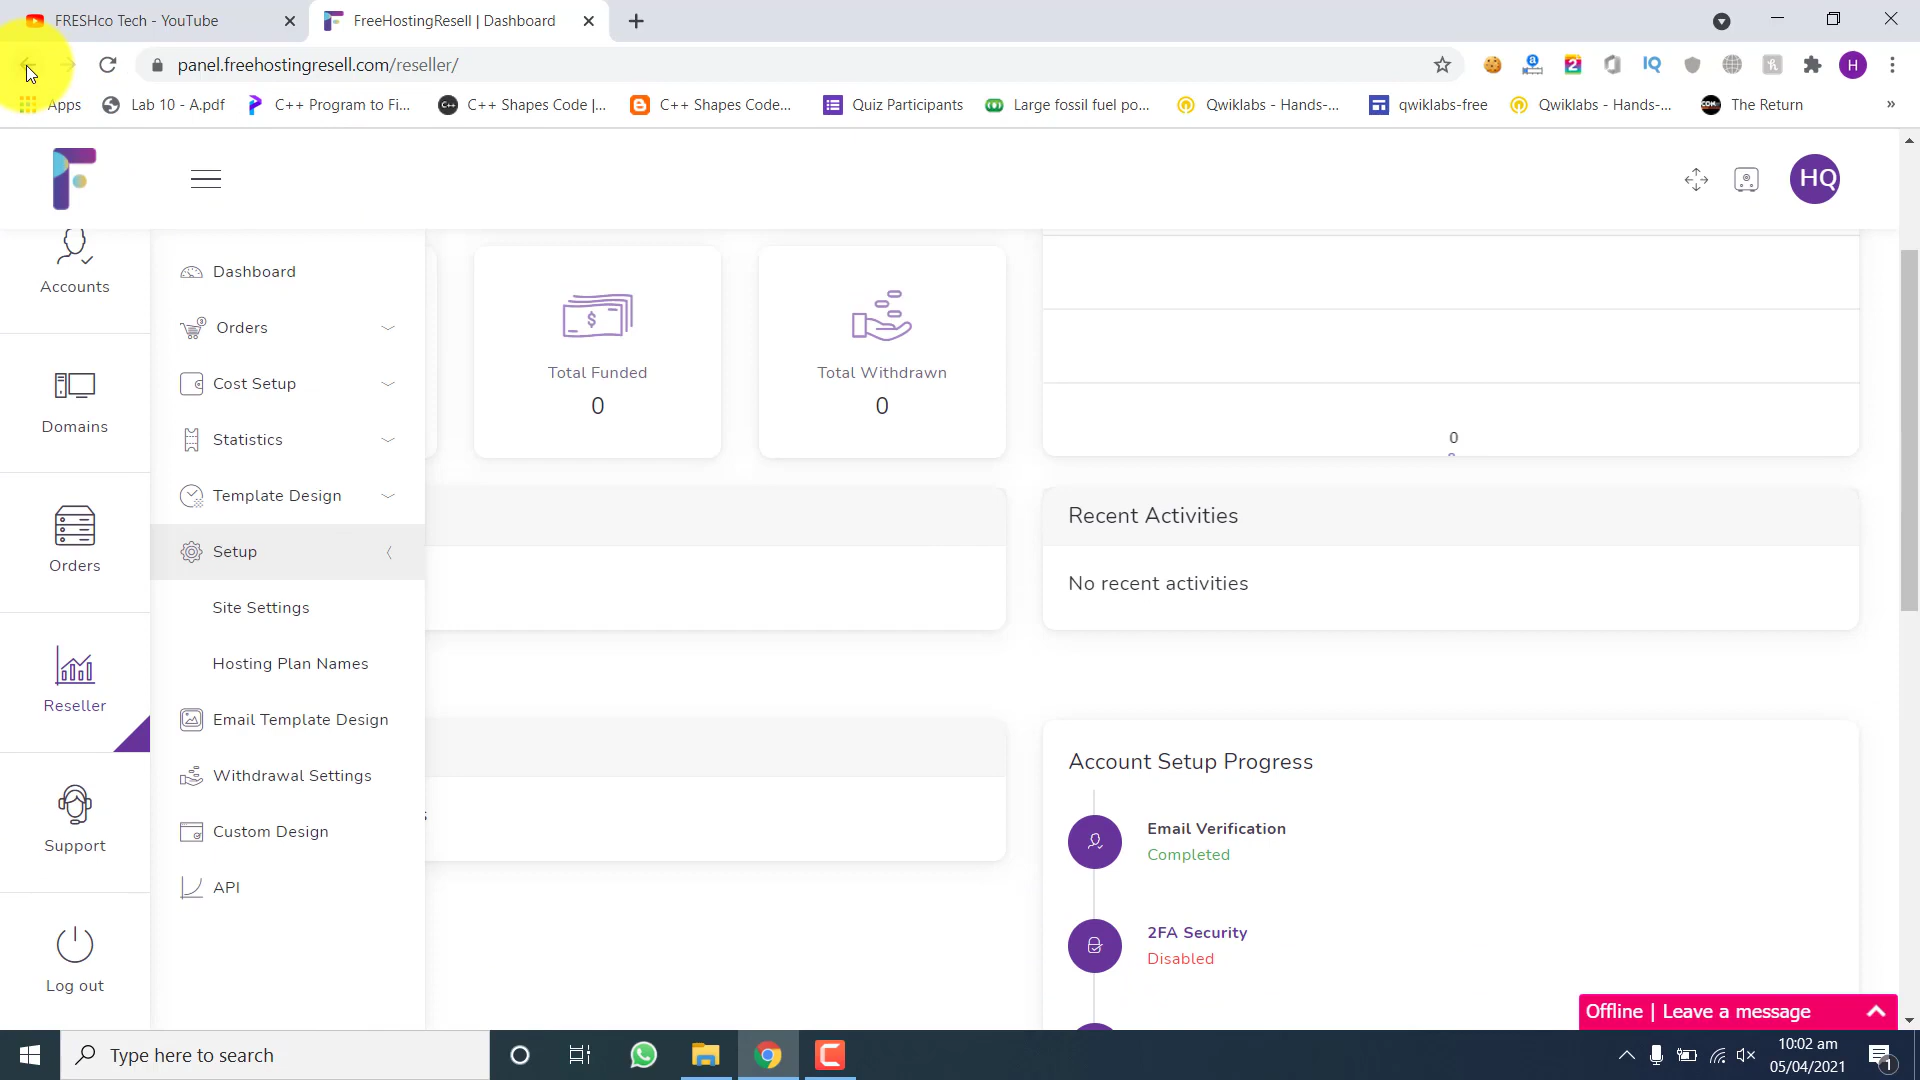 FRESHco Tech - YouTube
FreeHostingResell | Dashboard
panel.freehostingresell.com/reseller/
IQ
H
Apps
Lab 10 - A.pdf
C++ Program to Fi...
C++ Shapes Code |...
C++ Shapes Code...
Quiz Participants
Large fossil fuel po...
Qwiklabs - Hands-...
qwiklabs-free
Qwiklabs - Hands-...
The Return
»
HQ
Accounts
Domains
Orders
Reseller
Support
Log out
Dashboard
Orders
Cost Setup
Statistics
Template Design
Setup
Site Settings
Hosting Plan Names
Email Template Design
Withdrawal Settings
Custom Design
API
Total Funded
0
Total Withdrawn
0
0
Recent Activities
No recent activities
Account Setup Progress
Email Verification
Completed
2FA Security
Disabled
Offline | Leave a message
Type here to search
10:02 am
05/04/2021
1